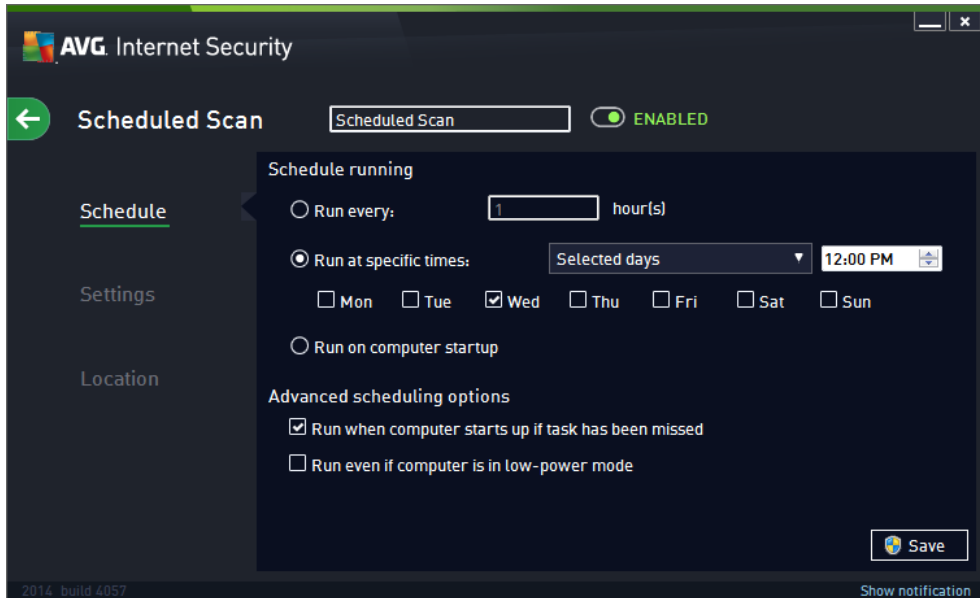 AVG. Internet Security
Scheduled Scan
Scheduled Scan
ENABLED
Schedule
Settings
Location
Schedule running
Run every: 1 hour(s)
Run at specific times: Selected days 12:00 PM
Mon Tue Wed Thu Fri Sat Sun
Run on computer startup
Advanced scheduling options
Run when computer starts up if task has been missed
Run even if computer is in low-power mode
Save
2014 build 4057
Show notification